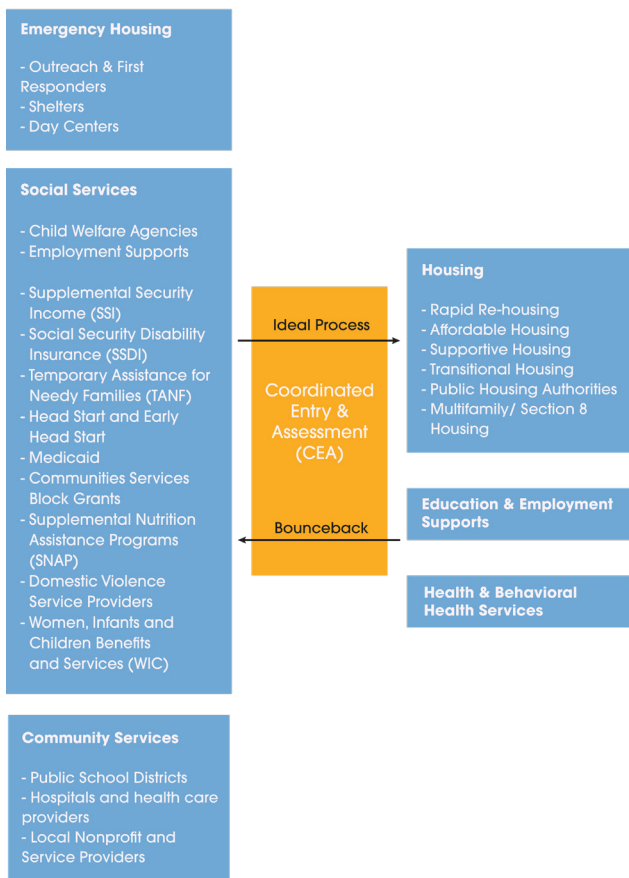 Emergency Housing
- Outreach & First
Responders
- Shelters
- Day Centers
Social Services
- Child Welfare Agencies
- Employment Supports
- Supplemental Security
Income (SSI)
- Social Security Disability
Insurance (SSDI)
- Temporary Assistance for
Needy Families (TANF)
- Head Start and Early
Head Start
- Medicaid
- Communities Services
Block Grants
- Supplemental Nutrition
Assistance Programs
(SNAP)
- Domestic Violence
Service Providers
- Women, Infants and
Children Benefits
and Services (WIC)
Community Services
- Public School Districts
- Hospitals and health care
providers
- Local Nonprofit and
Service Providers
Ideal Process
Coordinated
Entry &
Assessment
(CEA)
Bounceback
Housing
- Rapid Re-housing
- Affordable Housing
- Supportive Housing
- Transitional Housing
- Public Housing Authorities
- Multifamily/ Section 8
Housing
Education & Employment
Supports
Health & Behavioral
Health Services